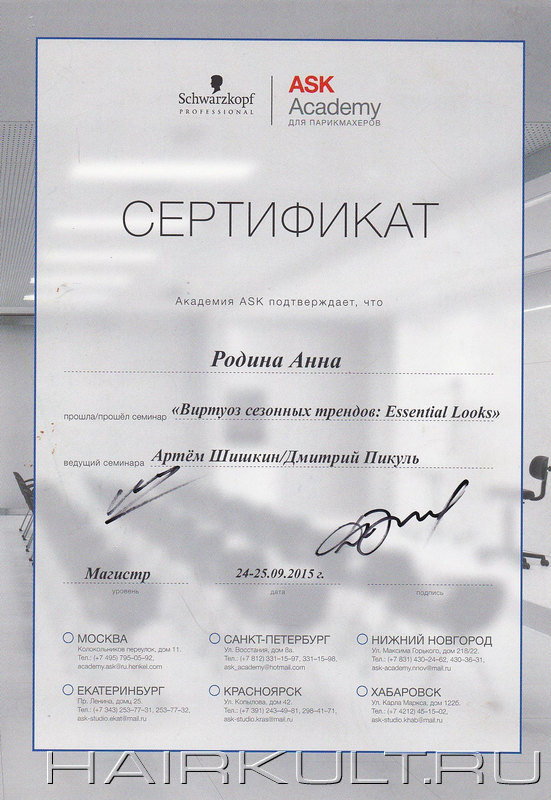 Schwarzkopf
PROFESSIONAL
ASK
Academy
ДЛЯ ПАРИКМАХЕРОВ
СЕРТИФИКАТ
Академия ASK подтверждает, что
Родина Анна
прошла/прошёл семинар «Виртуоз сезонных трендов: Essential Looks»
ведущий семинара Артём Шишкин/Дмитрий Пикуль
Магистр 24-25.09.2015 г.
уровень дата подпись
МОСКВА
Колокольников переулок, дом 11.
Тел.: (+7 495) 795–05–92,
academy.ask@ru.henkel.com
САНКТ-ПЕТЕРБУРГ
Ул. Восстания, дом 8а.
Тел.: (+7 812) 331–15–97, 331–15–98,
ask_academy@hotmail.com
НИЖНИЙ НОВГОРОД
Ул. Максима Горького, дом 218/22.
Тел.: (+7 831) 430–24–62, 430–36–31,
ask-academy.nnov@mail.ru
ЕКАТЕРИНБУРГ
Пр. Ленина, дом 25.
Тел.: (+7 343) 253–77–31, 253–77–32,
ask-studio.ekat@mail.ru
КРАСНОЯРСК
Ул. Копылова, дом 42.
Тел.: (+7 391) 243–49–81, 298–41–71,
ask-studio.kras@mail.ru
ХАБАРОВСК
Ул. Карла Маркса, дом 122б.
Тел.: (+7 4212) 45–15–02,
ask-studio.khab@mail.ru
HAIRKULT.RU